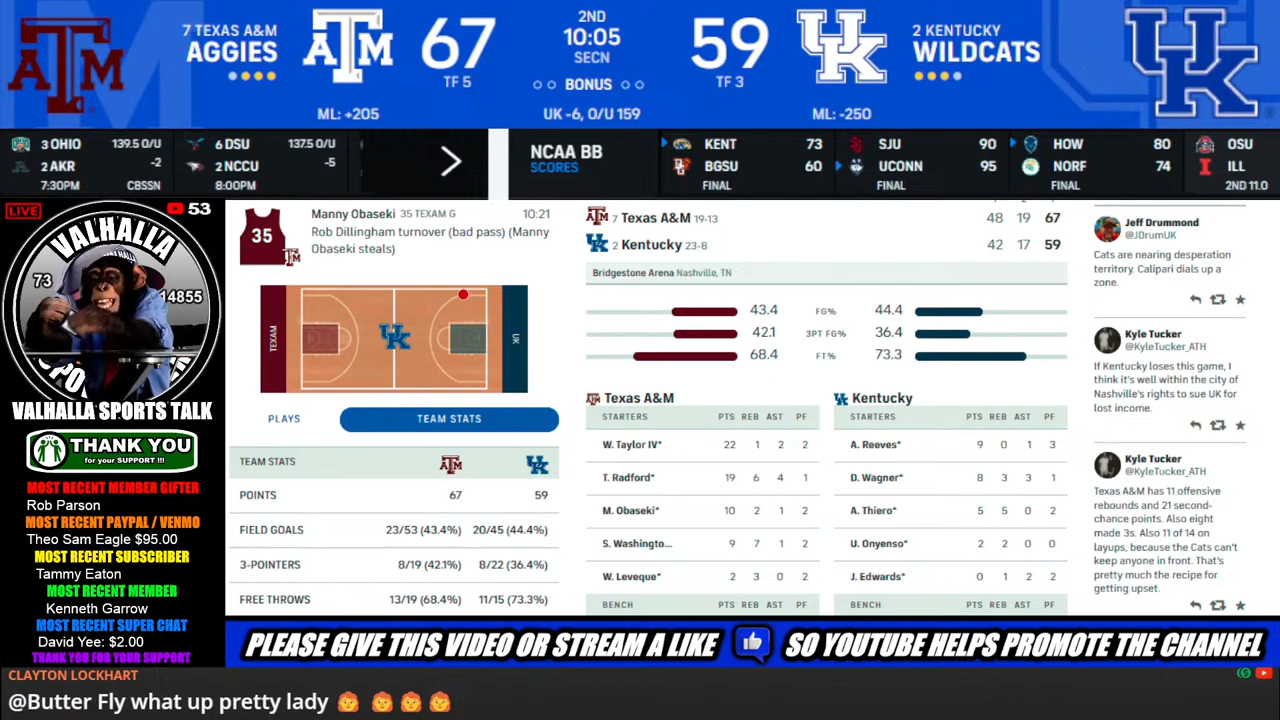 7 TEXAS A&M
AGGIES
67
TF 5
ML: +205
2ND
10:05
SECN
BONUS
UK -6, O/U 159
59
TF 3
ML: -250
2 KENTUCKY
WILDCATS
3 OHIO 139.5 O/U
2 AKR -2
7:30PM CBSSN
6 DSU 137.5 O/U
2 NCCU -5
8:00PM
NCAA BB
SCORES
KENT 73
BGSU 60
FINAL
SJU 90
UCONN 95
FINAL
HOW 80
NORF 74
FINAL
OSU
ILL
2ND 11.0
LIVE
53
VALHALLA
73
14855
VALHALLA SPORTS TALK
THANK YOU
for your SUPPORT !!!
MOST RECENT MEMBER GIFTER
Rob Parson
MOST RECENT PAYPAL / VENMO
Theo Sam Eagle $95.00
MOST RECENT SUBSCRIBER
Tammy Eaton
MOST RECENT MEMBER
Kenneth Garrow
MOST RECENT SUPER CHAT
David Yee: $2.00
THANK YOU FOR YOUR SUPPORT
35
Manny Obaseki 35 TEXAM G 10:21
Rob Dillingham turnover (bad pass) (Manny
Obaseki steals)
TEXAM
UK
PLAYS
TEAM STATS
TEAM STATS
POINTS 67 59
FIELD GOALS 23/53 (43.4%) 20/45 (44.4%)
3-POINTERS 8/19 (42.1%) 8/22 (36.4%)
FREE THROWS 13/19 (68.4%) 11/15 (73.3%)
7 Texas A&M 19-13 48 19 67
2 Kentucky 23-8 42 17 59
Bridgestone Arena Nashville, TN
43.4 FG% 44.4
42.1 3PT FG% 36.4
68.4 FT% 73.3
Texas A&M
STARTERS PTS REB AST PF
W. Taylor IV* 22 1 2 2
T. Radford* 19 6 4 1
M. Obaseki* 10 2 1 2
S. Washingto... 9 7 1 2
W. Leveque* 2 3 0 2
BENCH PTS REB AST PF
Kentucky
STARTERS PTS REB AST PF
A. Reeves* 9 0 1 3
D. Wagner* 8 3 3 1
A. Thiero* 5 5 0 2
U. Onyenso* 2 2 0 0
J. Edwards* 0 1 2 2
BENCH PTS REB AST PF
Jeff Drummond
@JDrumUK
Cats are nearing desperation
territory. Calipari dials up a
zone.
Kyle Tucker
@KyleTucker_ATH
If Kentucky loses this game, I
think it's well within the city of
Nashville's rights to sue UK for
lost income.
Kyle Tucker
@KyleTucker_ATH
Texas A&M has 11 offensive
rebounds and 21 second-
chance points. Also eight
made 3s. Also 11 of 14 on
layups, because the Cats can't
keep anyone in front. That's
pretty much the recipe for
getting upset.
PLEASE GIVE THIS VIDEO OR STREAM A LIKE SO YOUTUBE HELPS PROMOTE THE CHANNEL
CLAYTON LOCKHART
@Butter Fly what up pretty lady